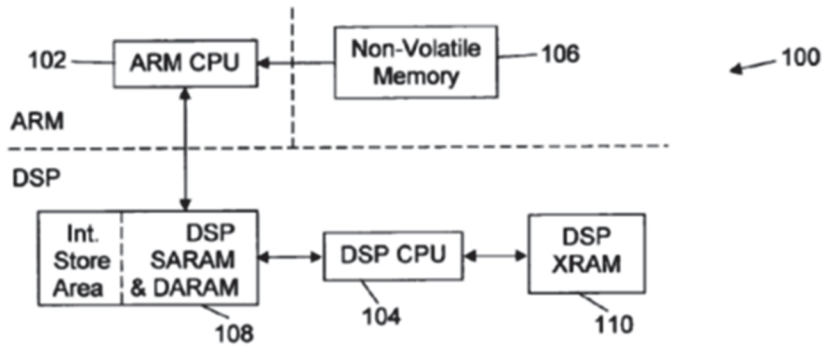 102
ARM CPU
Non-Volatile
Memory
106
100
ARM
DSP
Int.
Store
Area
DSP
SARAM
& DARAM
108
DSP CPU
104
DSP
XRAM
110